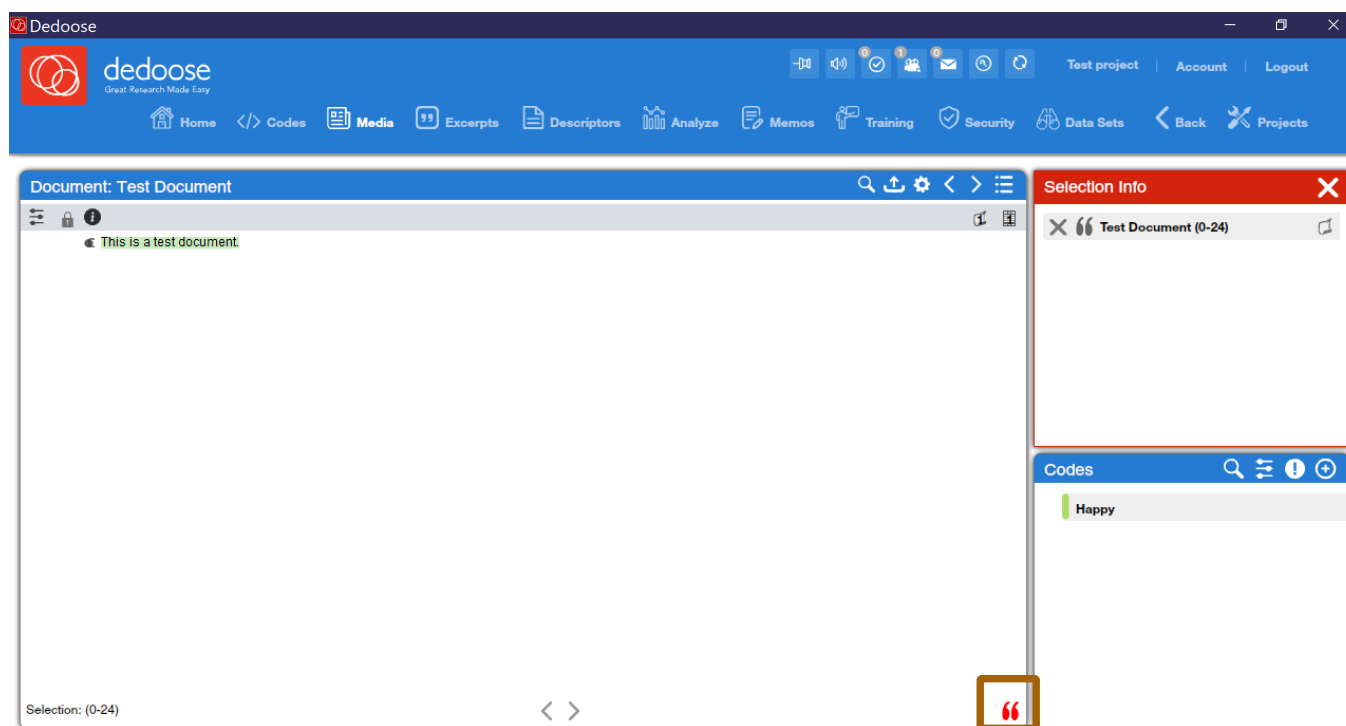 Dedoose
dedoose
Great Research Made Easy
0 1 0
Test project | Account | Logout
Home </> Codes Media Excerpts Descriptors Analyze Memos Training Security Data Sets Back Projects
Document: Test Document
This is a test document.
Selection: (0-24)
Selection Info
Test Document (0-24)
Codes
Happy